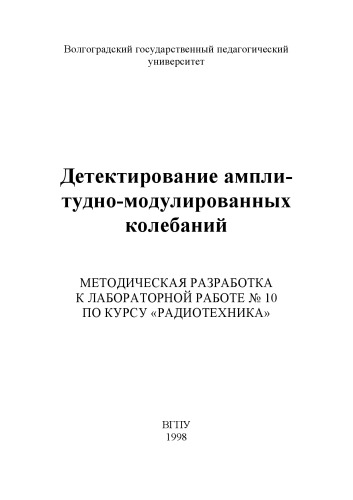 Волгоградский государственный педагогический
университет
Детектирование ампли-
тудно-модулированных
колебаний
МЕТОДИЧЕСКАЯ РАЗРАБОТКА
К ЛАБОРАТОРНОЙ РАБОТЕ № 10
ПО КУРСУ «РАДИОТЕХНИКА»
ВГПУ
1998